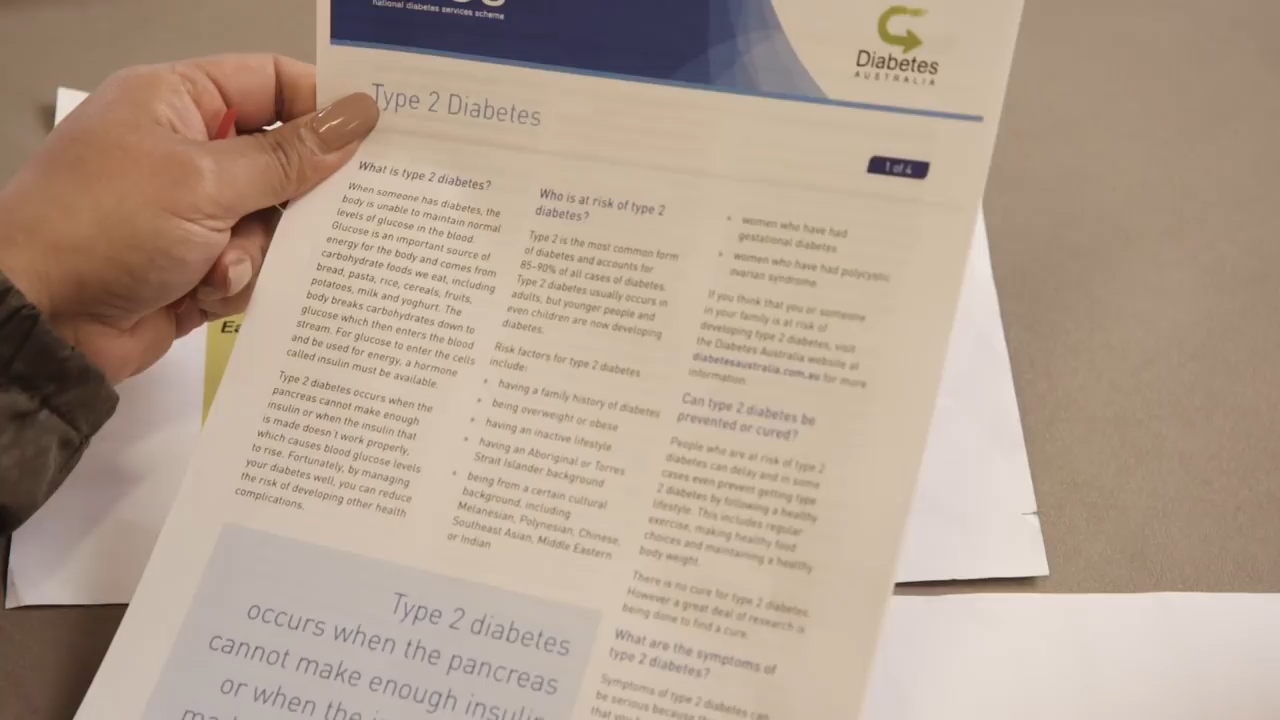 national diabetes services scheme
Diabetes
AUSTRALIA
Type 2 Diabetes
1 of 4
What is type 2 diabetes?
When someone has diabetes, the
body is unable to maintain normal
levels of glucose in the blood.
Glucose is an important source of
energy for the body and comes from
carbohydrate foods we eat, including
bread, pasta, rice, cereals, fruits,
potatoes, milk and yoghurt. The
body breaks carbohydrates down to
glucose which then enters the blood
stream. For glucose to enter the cells
and be used for energy, a hormone
called insulin must be available.
Type 2 diabetes occurs when the
pancreas cannot make enough
insulin or when the insulin that
is made doesn't work properly,
which causes blood glucose levels
to rise. Fortunately, by managing
your diabetes well, you can reduce
the risk of developing other health
complications.
Type 2 diabetes
occurs when the pancreas
cannot make enough insulin
or when the
Who is at risk of type 2
diabetes?
Type 2 is the most common form
of diabetes and accounts for
85-90% of all cases of diabetes.
Type 2 diabetes usually occurs in
adults, but younger people and
even children are now developing
diabetes.
Risk factors for type 2 diabetes
include:
• having a family history of diabetes
• being overweight or obese
• having an inactive lifestyle
• having an Aboriginal or Torres
Strait Islander background
• being from a certain cultural
background, including
Melanesian, Polynesian, Chinese,
Southeast Asian, Middle Eastern
or Indian
• women who have had
gestational diabetes
• women who have had polycystic
ovarian syndrome
If you think that you or someone
in your family is at risk of
developing type 2 diabetes, visit
the Diabetes Australia website at
diabetesaustralia.com.au for more
information.
Can type 2 diabetes be
prevented or cured?
People who are at risk of type 2
diabetes can delay and in some
cases even prevent getting type
2 diabetes by following a healthy
lifestyle. This includes regular
exercise, making healthy food
choices and maintaining a healthy
body weight.
There is no cure for type 2 diabetes.
However a great deal of research is
being done to find a cure.
What are the symptoms of
type 2 diabetes?
Symptoms of type 2 diabetes can
be serious because